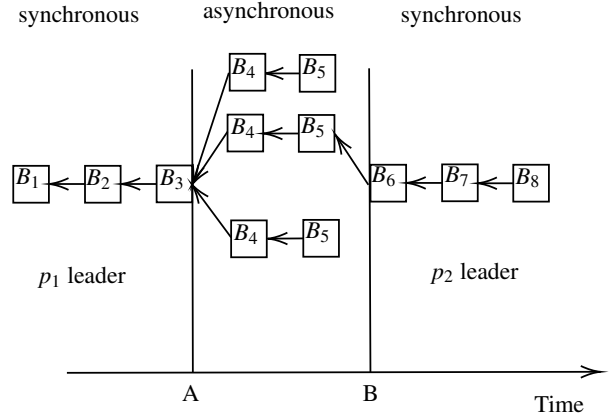 synchronous asynchronous synchronous
B₄ B₅
B₄ B₅
B₁ B₂ B₃ B₆ B₇ B₈
B₄ B₅
p₁ leader p₂ leader
A B
Time